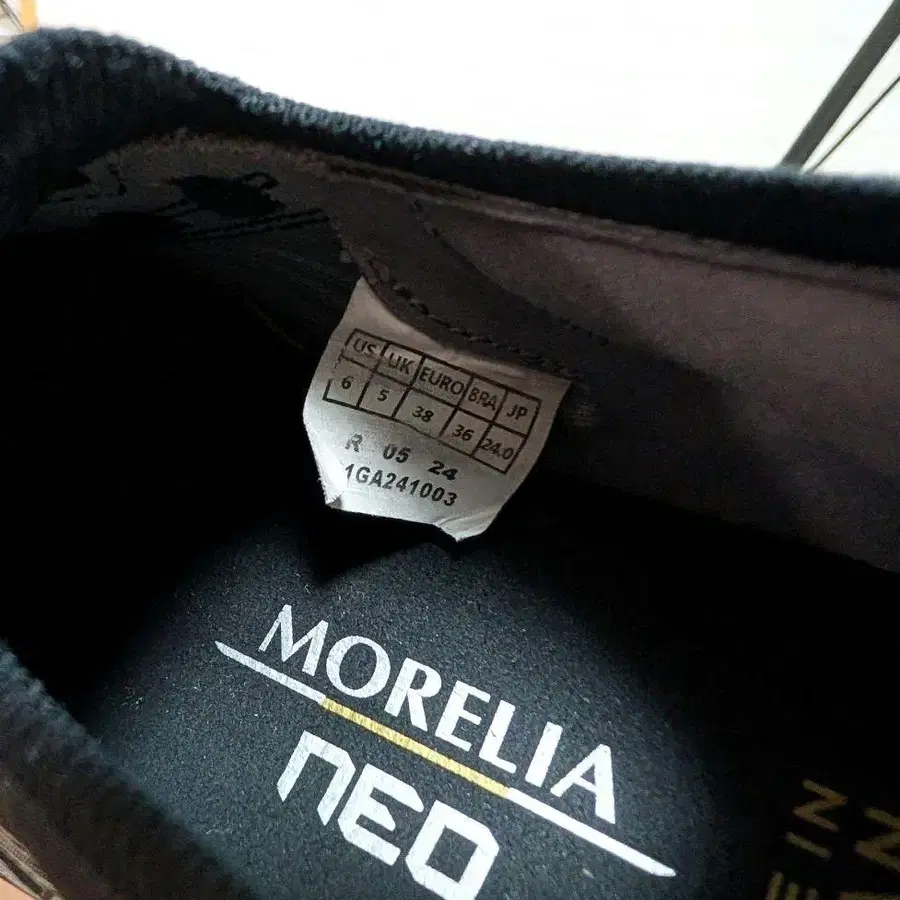 US UK EURO BRA JP
6 5 38 36 24.0
R 05 24
1GA241003
MORELIA
NEO